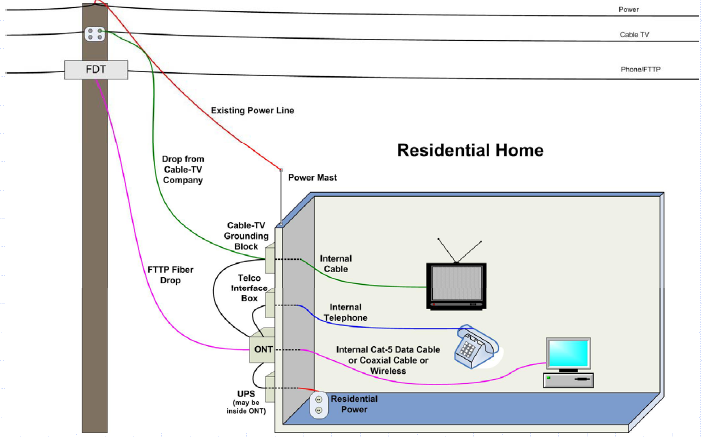 Power
Cable TV
FDT
Phone/FTTP
Existing Power Line
Residential Home
Drop from
Cable-TV
Company
Power Mast
Cable-TV
Grounding
Block
Internal
Cable
FTTP Fiber
Drop
Telco
Interface
Box
Internal
Telephone
ONT
Internal Cat-5 Data Cable
or Coaxial Cable or
Wireless
UPS
(may be
inside ONT)
Residential
Power